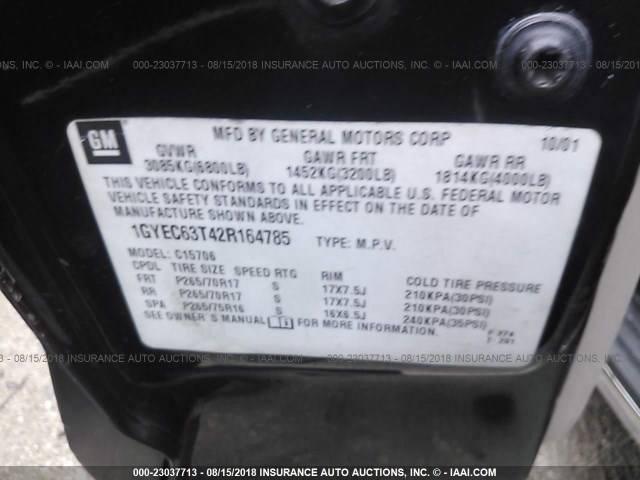 000-23037713 - 08/15/2018 INSURANCE AUTO AUCTIONS, INC. - © IAAI.COM
GM
MFD BY GENERAL MOTORS CORP 10/01
GVWR GAWR FRT GAWR RR
3085KG(6800LB) 1452KG(3200LB) 1814KG(4000LB)
THIS VEHICLE CONFORMS TO ALL APPLICABLE U.S. FEDERAL MOTOR
VEHICLE SAFETY STANDARDS IN EFFECT ON THE DATE OF
MANUFACTURE SHOWN ABOVE.
1GYEC63T42R164785 TYPE: M.P.V.
MODEL: C15706
CPDL TIRE SIZE SPEED RTG RIM COLD TIRE PRESSURE
FRT P265/70R17 S 17X7.5J 210KPA(30PSI)
RR P265/70R17 S 17X7.5J 210KPA(30PSI)
SPA P265/75R16 S 16X6.5J 240KPA(35PSI)
SEE OWNER'S MANUAL FOR MORE INFORMATION.
000-23037713 - 08/15/2018 INSURANCE AUTO AUCTIONS, INC. - © IAAI.COM
000-23037713 - 08/15/2018 INSURANCE AUTO AUCTIONS, INC. - © IAAI.COM